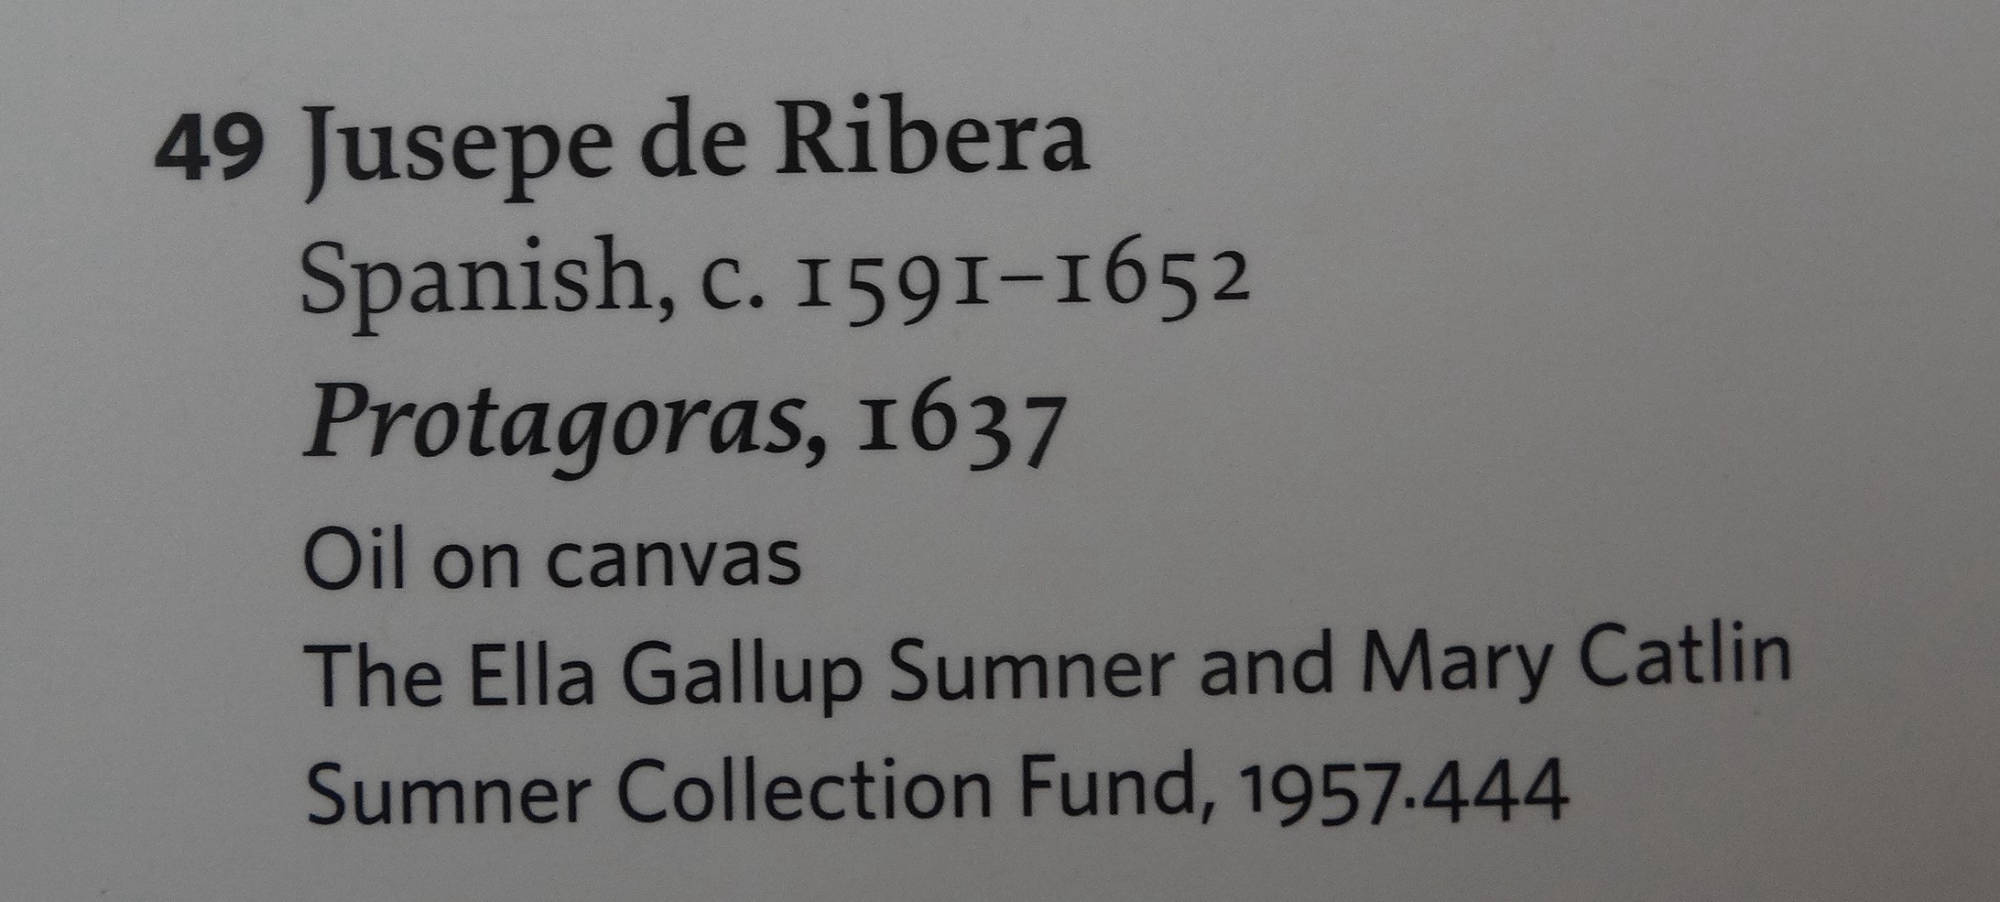 49 Jusepe de Ribera
Spanish, c. 1591–1652
Protagoras, 1637
Oil on canvas
The Ella Gallup Sumner and Mary Catlin
Sumner Collection Fund, 1957.444